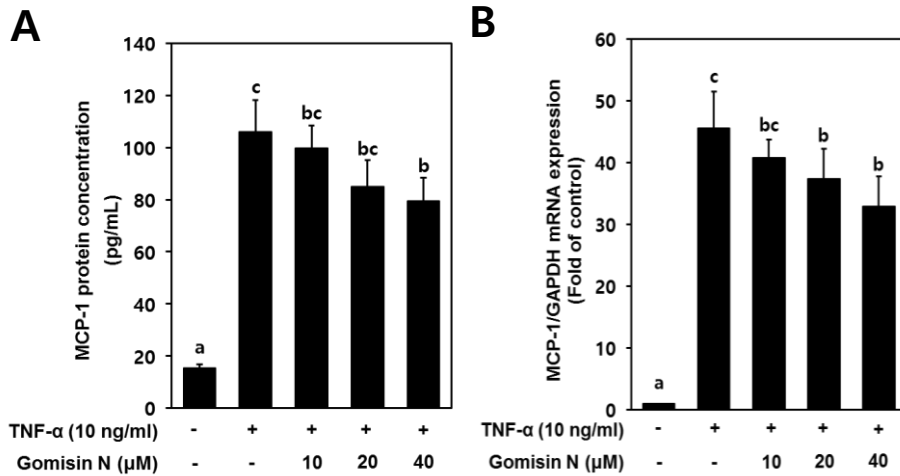 A
MCP-1 protein concentration
(pg/mL)
140
120
100
80
60
40
20
0
a
c
bc
bc
b
TNF-α (10 ng/ml) - + + + +
Gomisin N (μM) - - 10 20 40
B
MCP-1/GAPDH mRNA expression
(Fold of control)
60
50
40
30
20
10
0
a
c
bc
b
b
TNF-α (10 ng/ml) - + + + +
Gomisin N (μM) - - 10 20 40